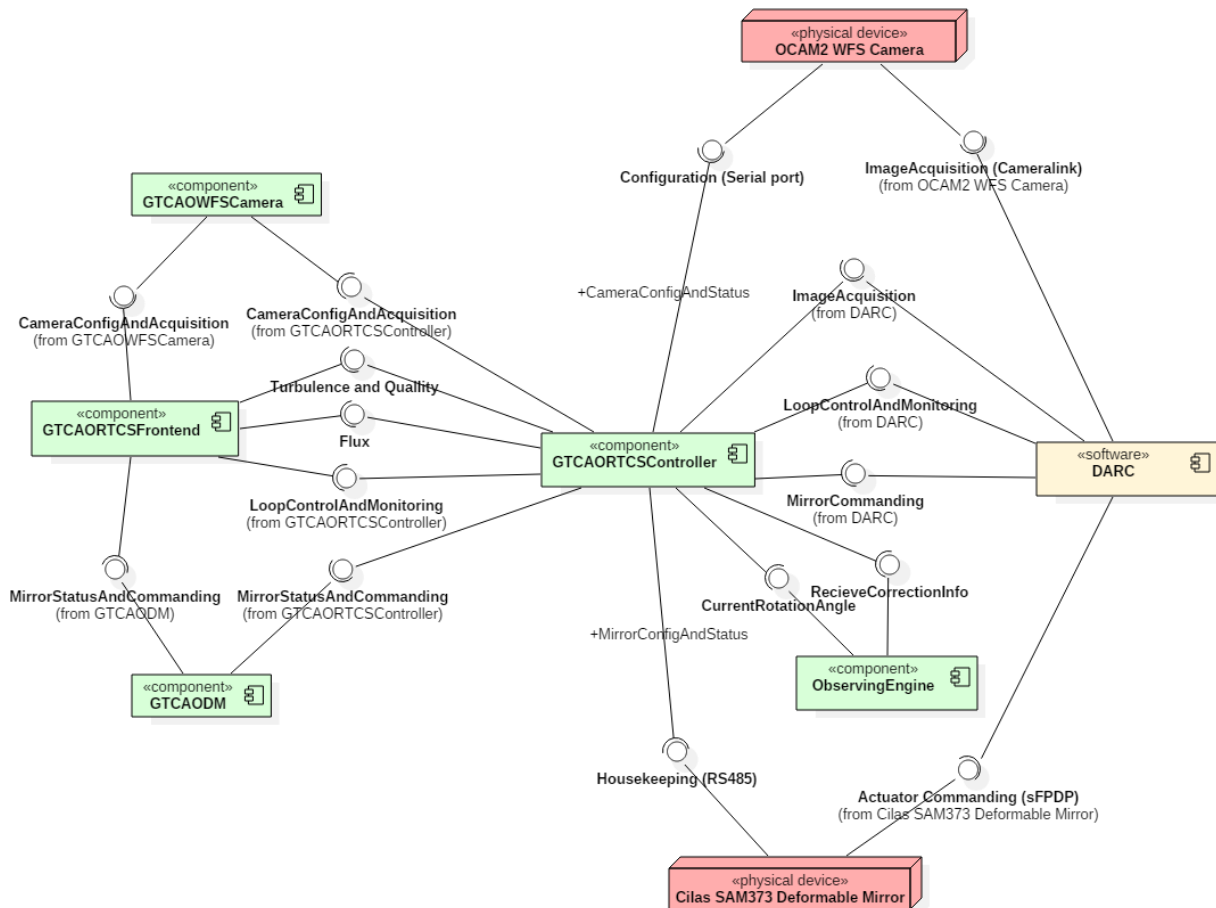 «physical device»
OCAM2 WFS Camera
Configuration (Serial port)
ImageAcquisition (Cameralink)
(from OCAM2 WFS Camera)
«component»
GTCAOWFSCamera
+CameraConfigAndStatus
ImageAcquisition
(from DARC)
CameraConfigAndAcquisition
(from GTCAOWFSCamera)
CameraConfigAndAcquisition
(from GTCAORTCSController)
Turbulence and Quallity
«component»
GTCAORTCSFrontend
Flux
«component»
GTCAORTCSController
LoopControlAndMonitoring
(from DARC)
«software»
DARC
LoopControlAndMonitoring
(from GTCAORTCSController)
MirrorCommanding
(from DARC)
MirrorStatusAndCommanding
(from GTCAODM)
MirrorStatusAndCommanding
(from GTCAORTCSController)
CurrentRotationAngle
RecieveCorrectionInfo
+MirrorConfigAndStatus
«component»
GTCAODM
«component»
ObservingEngine
Housekeeping (RS485)
Actuator Commanding (sFPDP)
(from Cilas SAM373 Deformable Mirror)
«physical device»
Cilas SAM373 Deformable Mirror